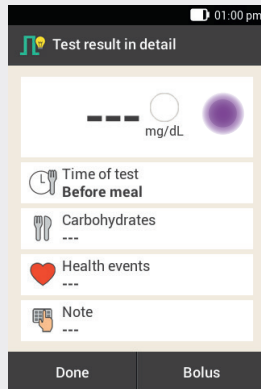 01:00 pm
Test result in detail
---
mg/dL
Time of test
Before meal
Carbohydrates
---
Health events
---
Note
---
Done
Bolus